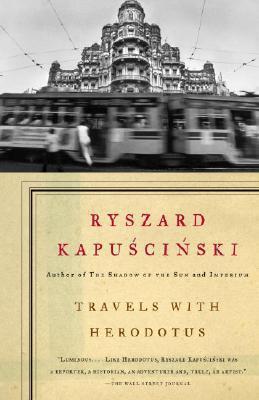 RYSZARD
KAPUŚCIŃSKI
Author of THE SHADOW OF THE SUN and IMPERIUM
TRAVELS WITH
HERODOTUS
"LUMINOUS. . . . LIKE HERODOTUS, RYSZARD KAPUŚCIŃSKI WAS
A REPORTER, A HISTORIAN, AN ADVENTURER AND, TRULY, AN ARTIST."
—THE WALL STREET JOURNAL